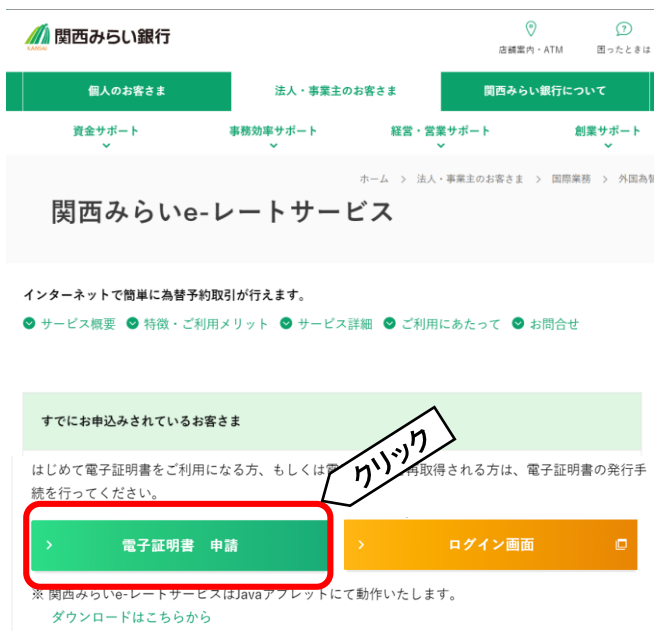 関西みらい銀行
KANSAI
店舗案内・ATM
困ったときは
個人のお客さま
法人・事業主のお客さま
関西みらい銀行について
資金サポート
事務効率サポート
経営・営業サポート
創業サポート
ホーム > 法人・事業主のお客さま > 国際業務 > 外国為替
関西みらいe-レートサービス
インターネットで簡単に為替予約取引が行えます。
サービス概要 特徴・ご利用メリット サービス詳細 ご利用にあたって お問合せ
すでにお申込みされているお客さま
クリック
はじめて電子証明書をご利用になる方、もしくは電 再取得される方は、電子証明書の発行手
続を行ってください。
> 電子証明書 申請
> ログイン画面
※ 関西みらいe-レートサービスはJavaアプレットにて動作いたします。
ダウンロードはこちらから